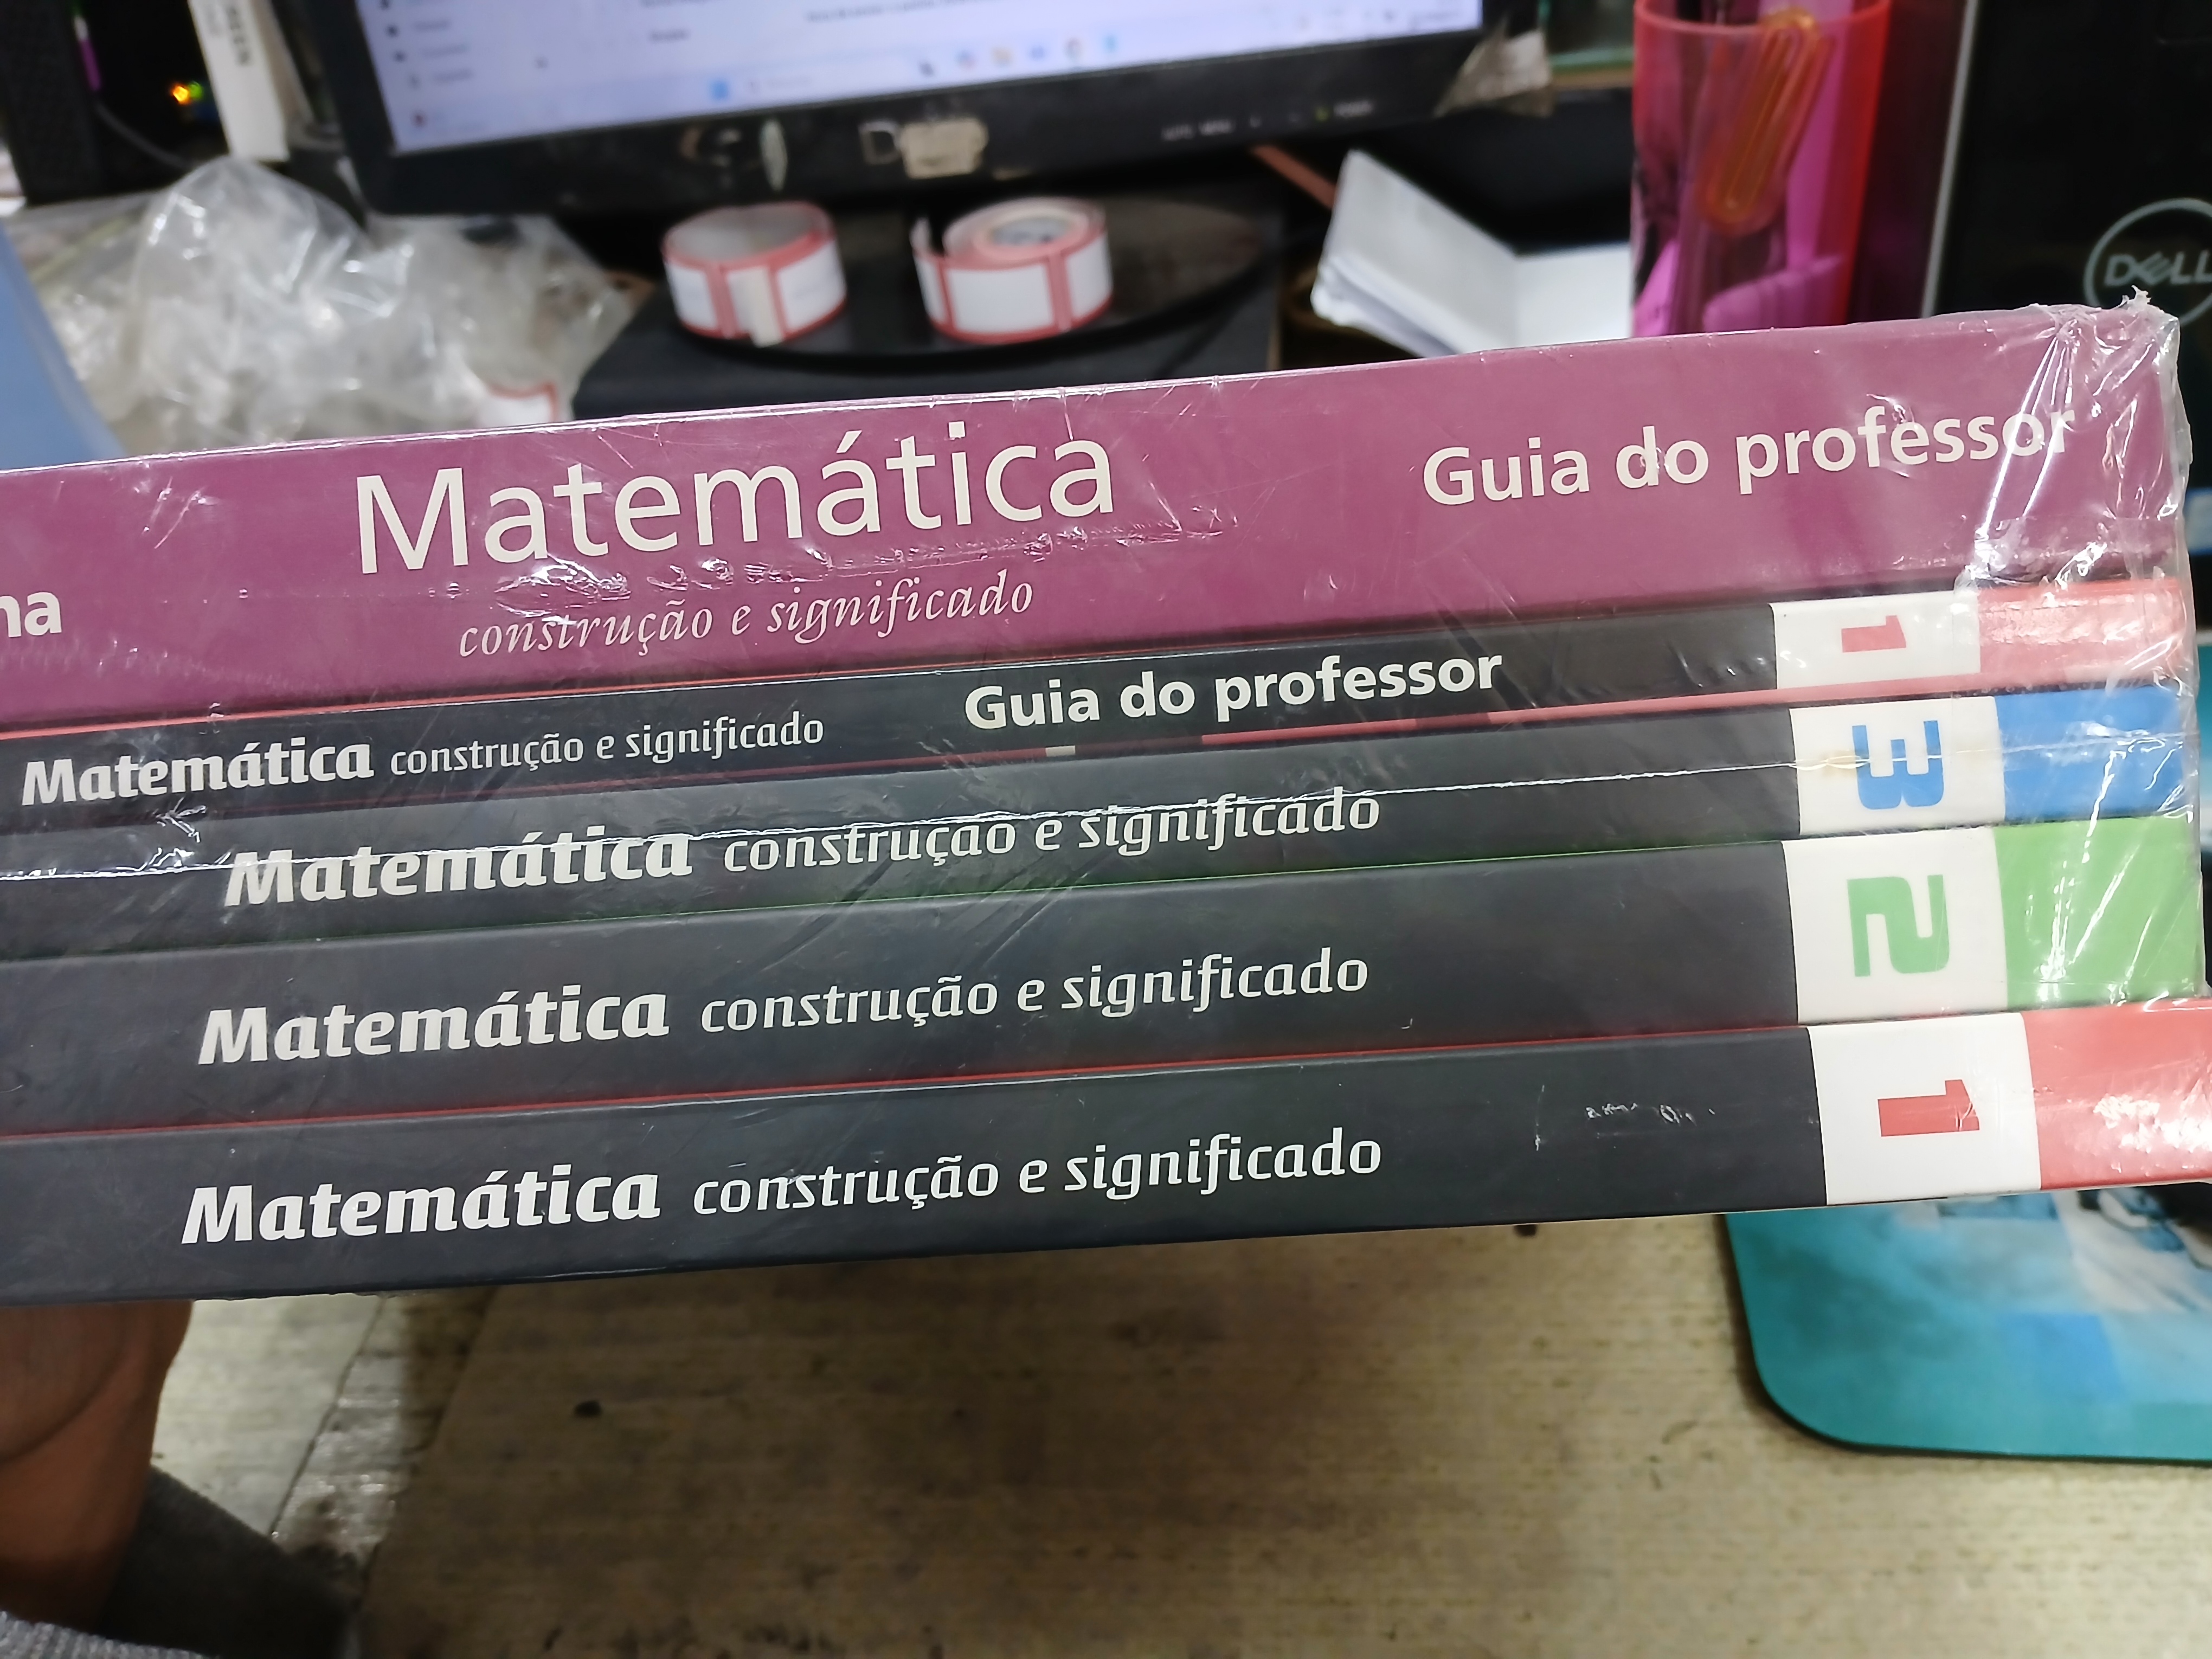 DELL
Matemática
construção e significado
Guia do professor
na
Matemática construção e significado Guia do professor 1
Matemática construção e significado 3
Matemática construção e significado 2
Matemática construção e significado 1